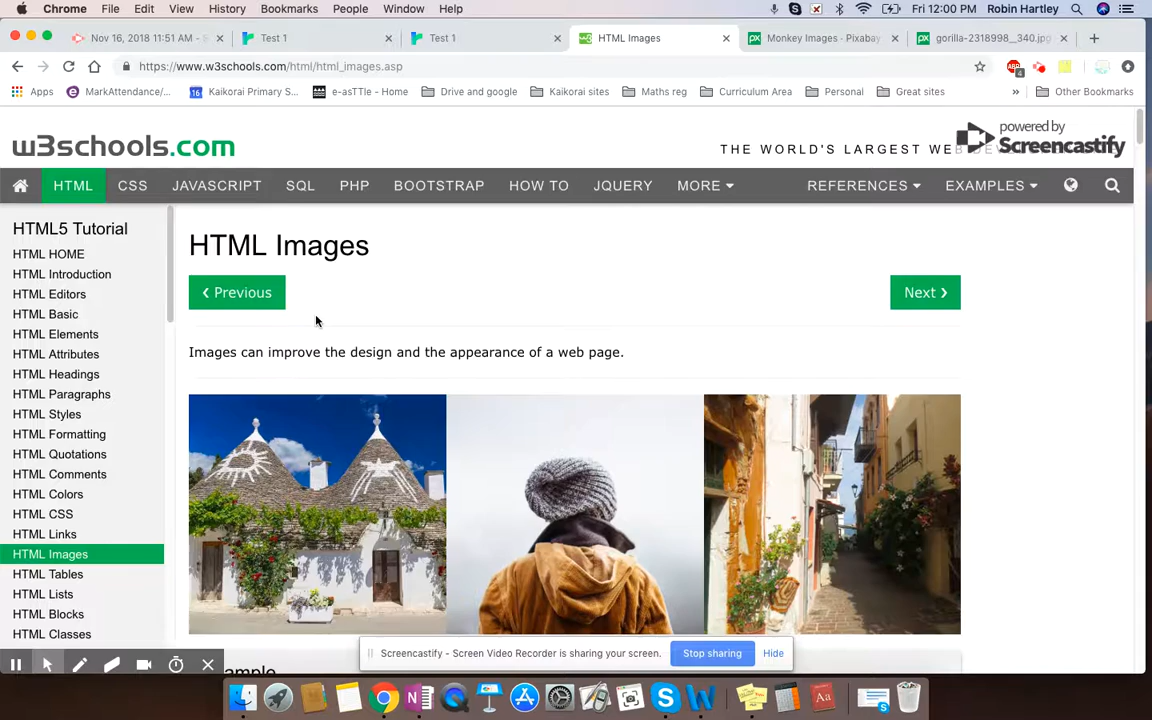 Chrome File Edit View History Bookmarks People Window Help Fri 12:00 PM Robin Hartley
Nov 16, 2018 11:51 AM - S Test 1 Test 1 HTML Images Monkey Images · Pixabay gorilla-2318998__340.jpg
https://www.w3schools.com/html/html_images.asp
Apps MarkAttendance/... Kaikorai Primary S... e-asTTle - Home Drive and google Kaikorai sites Maths reg Curriculum Area Personal Great sites » Other Bookmarks
powered by
Screencastify
w3schools.com
THE WORLD'S LARGEST WEB
HTML CSS JAVASCRIPT SQL PHP BOOTSTRAP HOW TO JQUERY MORE REFERENCES EXAMPLES
HTML5 Tutorial
HTML HOME
HTML Introduction
HTML Editors
HTML Basic
HTML Elements
HTML Attributes
HTML Headings
HTML Paragraphs
HTML Styles
HTML Formatting
HTML Quotations
HTML Comments
HTML Colors
HTML CSS
HTML Links
HTML Images
HTML Tables
HTML Lists
HTML Blocks
HTML Classes
HTML Images
❮ Previous
Next ❯
Images can improve the design and the appearance of a web page.
Screencastify - Screen Video Recorder is sharing your screen. Stop sharing Hide